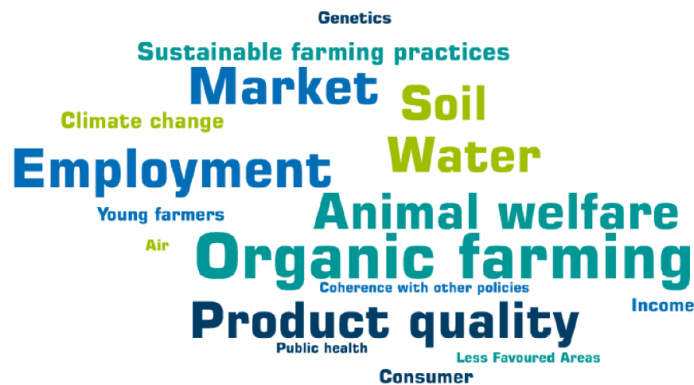 Genetics
Sustainable farming practices
Market
Soil
Climate change
Water
Employment
Young farmers
Animal welfare
Air
Organic farming
Coherence with other policies
Income
Product quality
Public health
Less Favoured Areas
Consumer